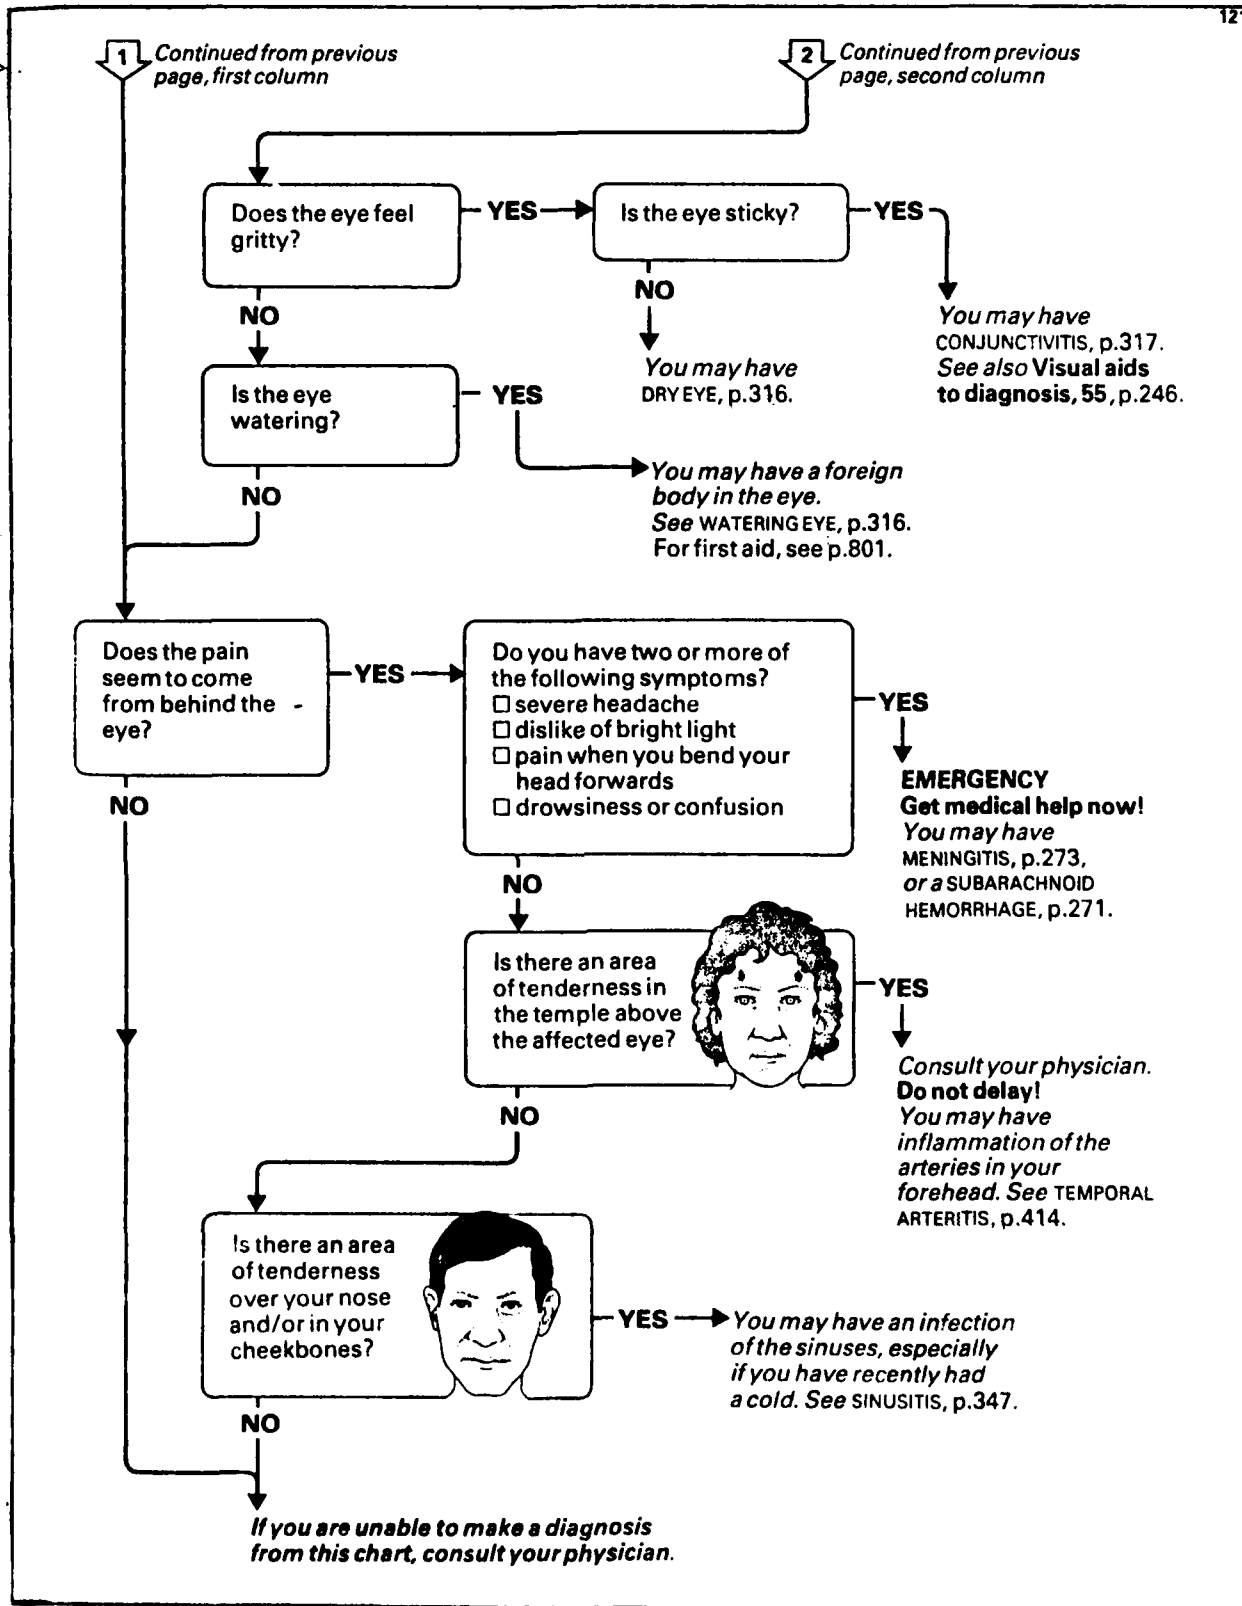 121
1 Continued from previous
page, first column
2 Continued from previous
page, second column
Does the eye feel
gritty?
YES
Is the eye sticky?
YES
NO
NO
You may have
CONJUNCTIVITIS, p.317.
See also Visual aids
to diagnosis, 55, p.246.
You may have
DRY EYE, p.316.
Is the eye
watering?
YES
NO
You may have a foreign
body in the eye.
See WATERING EYE, p.316.
For first aid, see p.801.
Does the pain
seem to come
from behind the
eye?
YES
Do you have two or more of
the following symptoms?
☐ severe headache
☐ dislike of bright light
☐ pain when you bend your
head forwards
☐ drowsiness or confusion
YES
NO
EMERGENCY
Get medical help now!
You may have
MENINGITIS, p.273,
or a SUBARACHNOID
HEMORRHAGE, p.271.
NO
Is there an area
of tenderness in
the temple above
the affected eye?
YES
Consult your physician.
Do not delay!
You may have
inflammation of the
arteries in your
forehead. See TEMPORAL
ARTERITIS, p.414.
NO
Is there an area
of tenderness
over your nose
and/or in your
cheekbones?
YES
You may have an infection
of the sinuses, especially
if you have recently had
a cold. See SINUSITIS, p.347.
NO
If you are unable to make a diagnosis
from this chart, consult your physician.